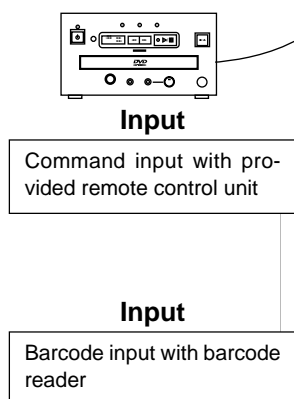 DVD
Input
Command input with pro-
vided remote control unit
Input
Barcode input with barcode
reader